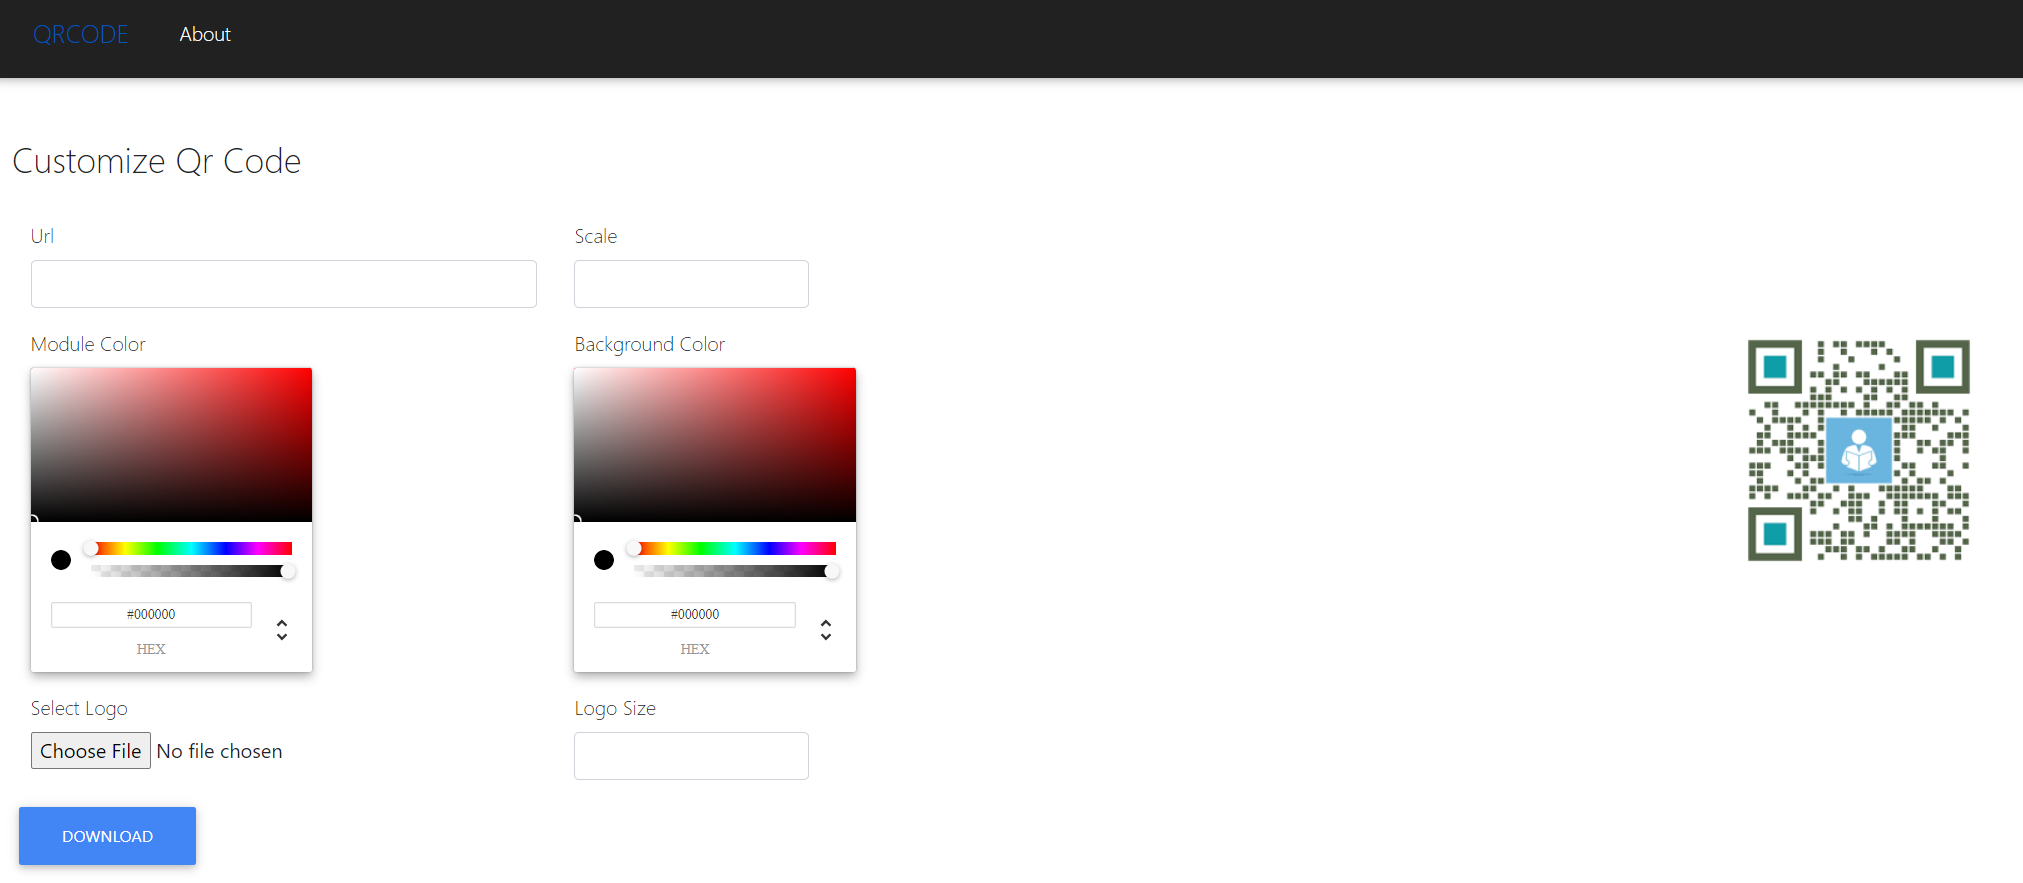 QRCODE About
Customize Qr Code
Url Scale
Module Color Background Color
#000000 #000000
HEX HEX
Select Logo Logo Size
Choose File No file chosen
DOWNLOAD